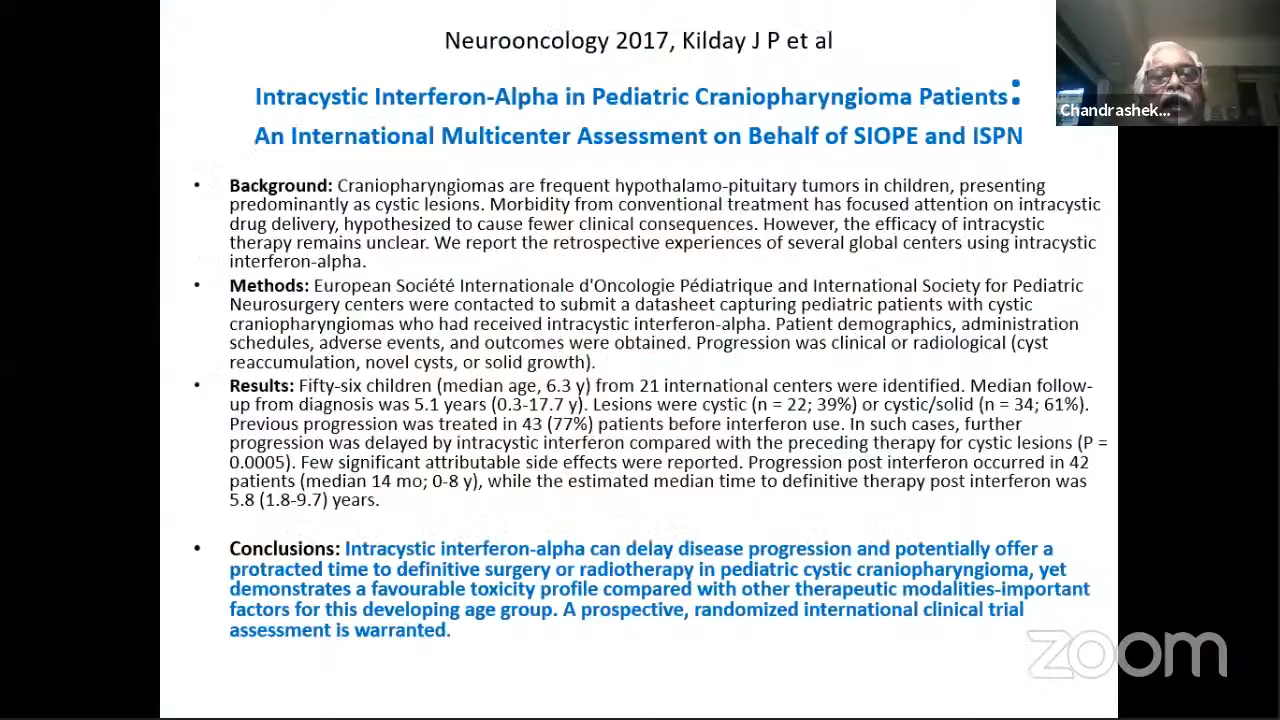 Neurooncology 2017, Kilday J P et al
Chandrashek...
Intracystic Interferon-Alpha in Pediatric Craniopharyngioma Patients:
An International Multicenter Assessment on Behalf of SIOPE and ISPN
• Background: Craniopharyngiomas are frequent hypothalamo-pituitary tumors in children, presenting
predominantly as cystic lesions. Morbidity from conventional treatment has focused attention on intracystic
drug delivery, hypothesized to cause fewer clinical consequences. However, the efficacy of intracystic
therapy remains unclear. We report the retrospective experiences of several global centers using intracystic
interferon-alpha.
• Methods: European Société Internationale d'Oncologie Pédiatrique and International Society for Pediatric
Neurosurgery centers were contacted to submit a datasheet capturing pediatric patients with cystic
craniopharyngiomas who had received intracystic interferon-alpha. Patient demographics, administration
schedules, adverse events, and outcomes were obtained. Progression was clinical or radiological (cyst
reaccumulation, novel cysts, or solid growth).
• Results: Fifty-six children (median age, 6.3 y) from 21 international centers were identified. Median follow-
up from diagnosis was 5.1 years (0.3-17.7 y). Lesions were cystic (n = 22; 39%) or cystic/solid (n = 34; 61%).
Previous progression was treated in 43 (77%) patients before interferon use. In such cases, further
progression was delayed by intracystic interferon compared with the preceding therapy for cystic lesions (P =
0.0005). Few significant attributable side effects were reported. Progression post interferon occurred in 42
patients (median 14 mo; 0-8 y), while the estimated median time to definitive therapy post interferon was
5.8 (1.8-9.7) years.
• Conclusions: Intracystic interferon-alpha can delay disease progression and potentially offer a
protracted time to definitive surgery or radiotherapy in pediatric cystic craniopharyngioma, yet
demonstrates a favourable toxicity profile compared with other therapeutic modalities-important
factors for this developing age group. A prospective, randomized international clinical trial
assessment is warranted.
zoom